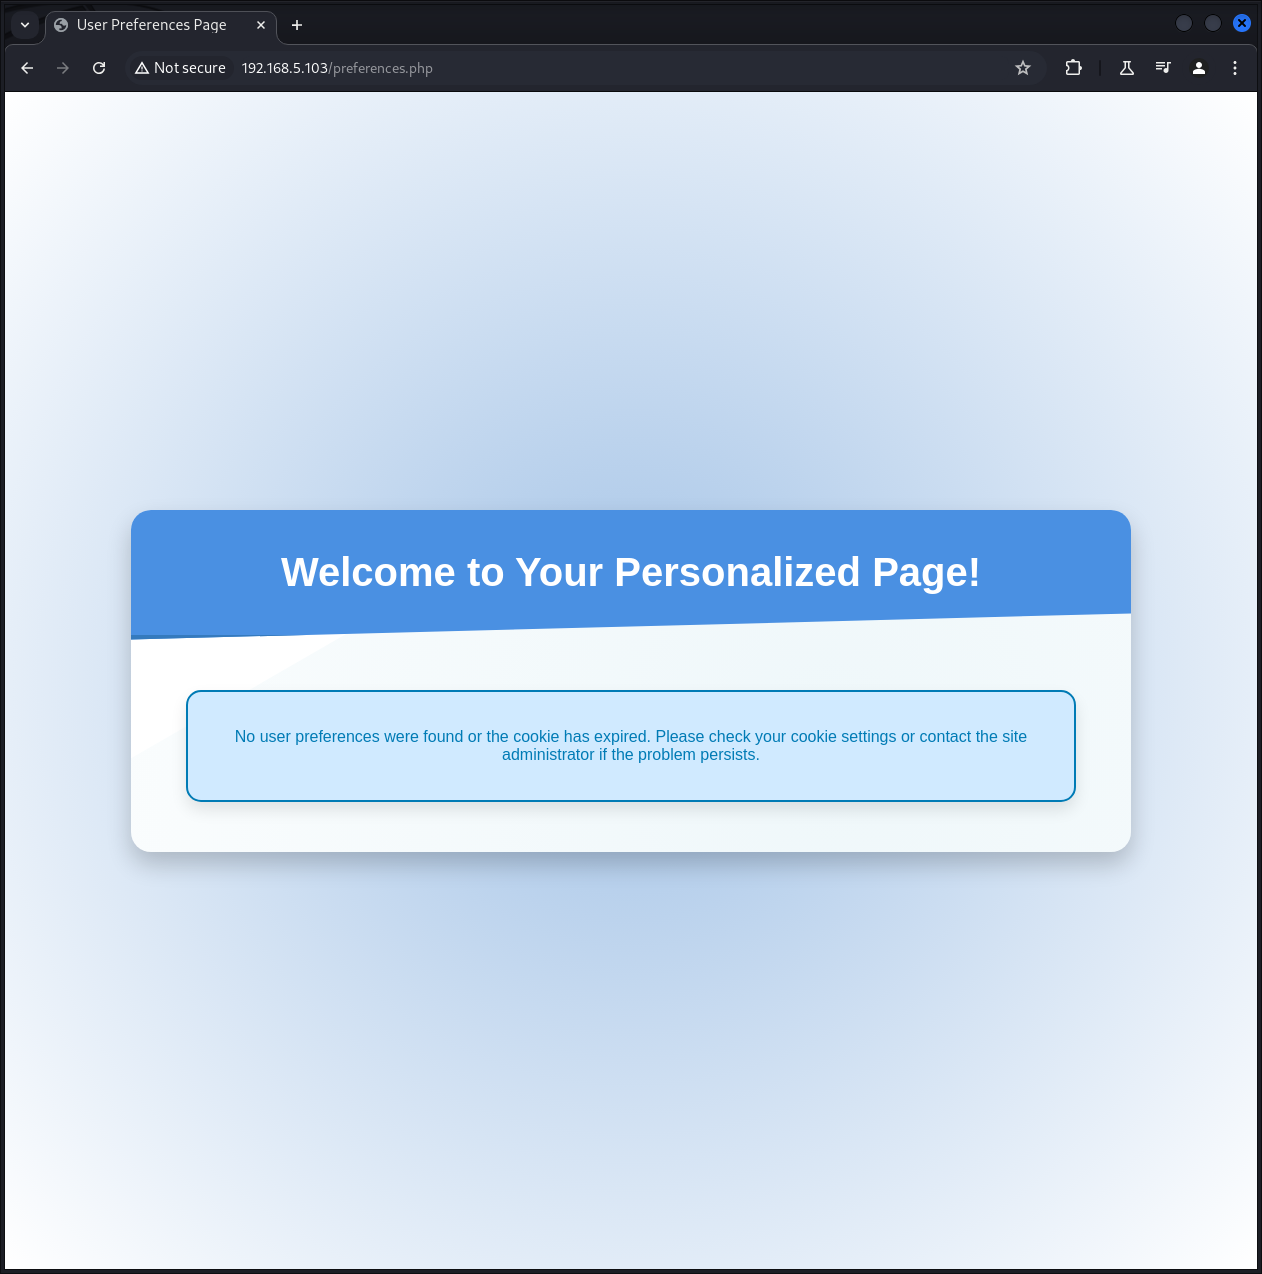 User Preferences Page
Not secure 192.168.5.103/preferences.php
Welcome to Your Personalized Page!
No user preferences were found or the cookie has expired. Please check your cookie settings or contact the site
administrator if the problem persists.